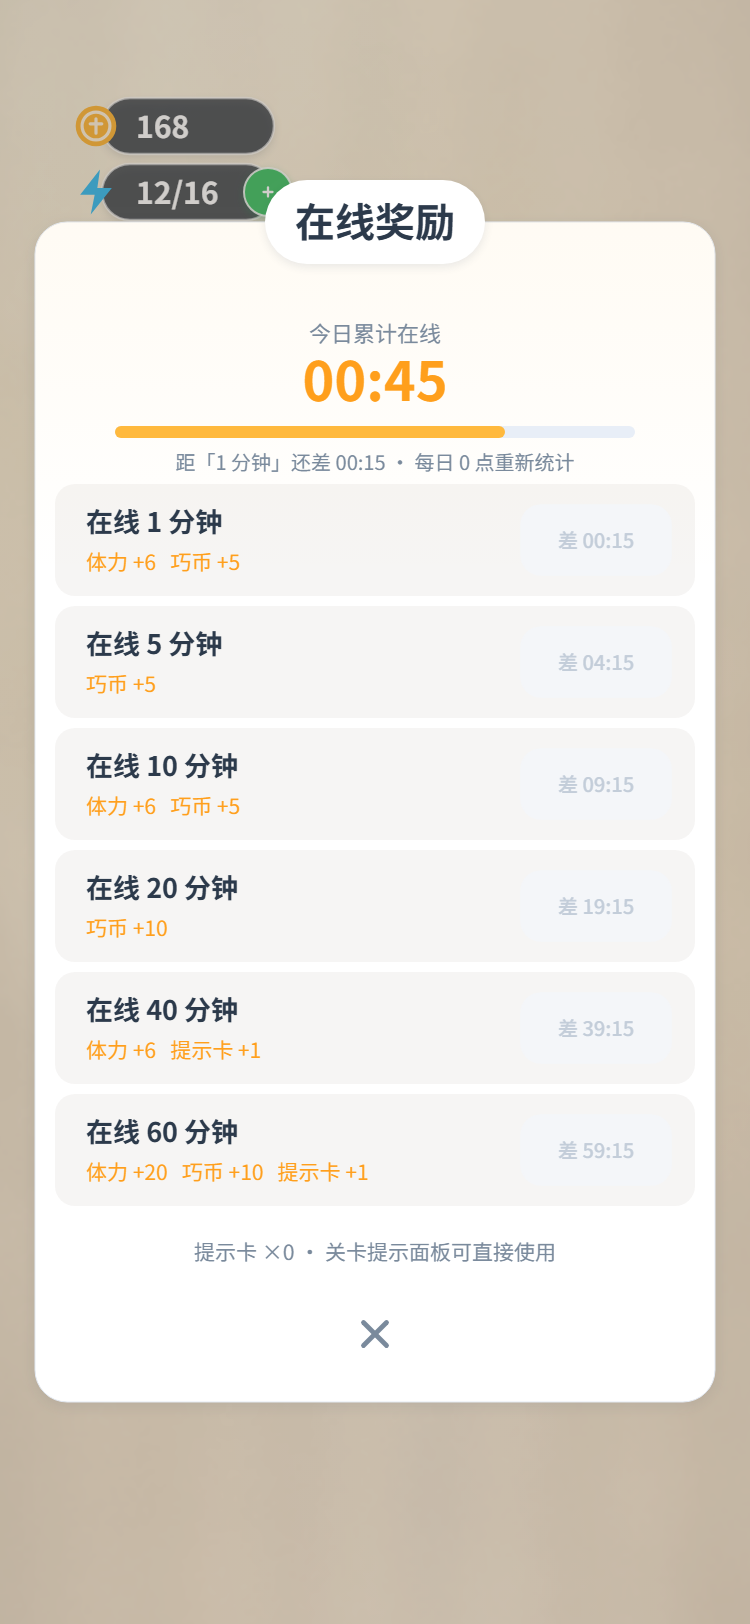 168
12/16
+
在线奖励
今日累计在线
00:45
距「1 分钟」还差 00:15 · 每日 0 点重新统计
在线 1 分钟
体力 +6 巧币 +5
差 00:15
在线 5 分钟
巧币 +5
差 04:15
在线 10 分钟
体力 +6 巧币 +5
差 09:15
在线 20 分钟
巧币 +10
差 19:15
在线 40 分钟
体力 +6 提示卡 +1
差 39:15
在线 60 分钟
体力 +20 巧币 +10 提示卡 +1
差 59:15
提示卡 ×0 · 关卡提示面板可直接使用